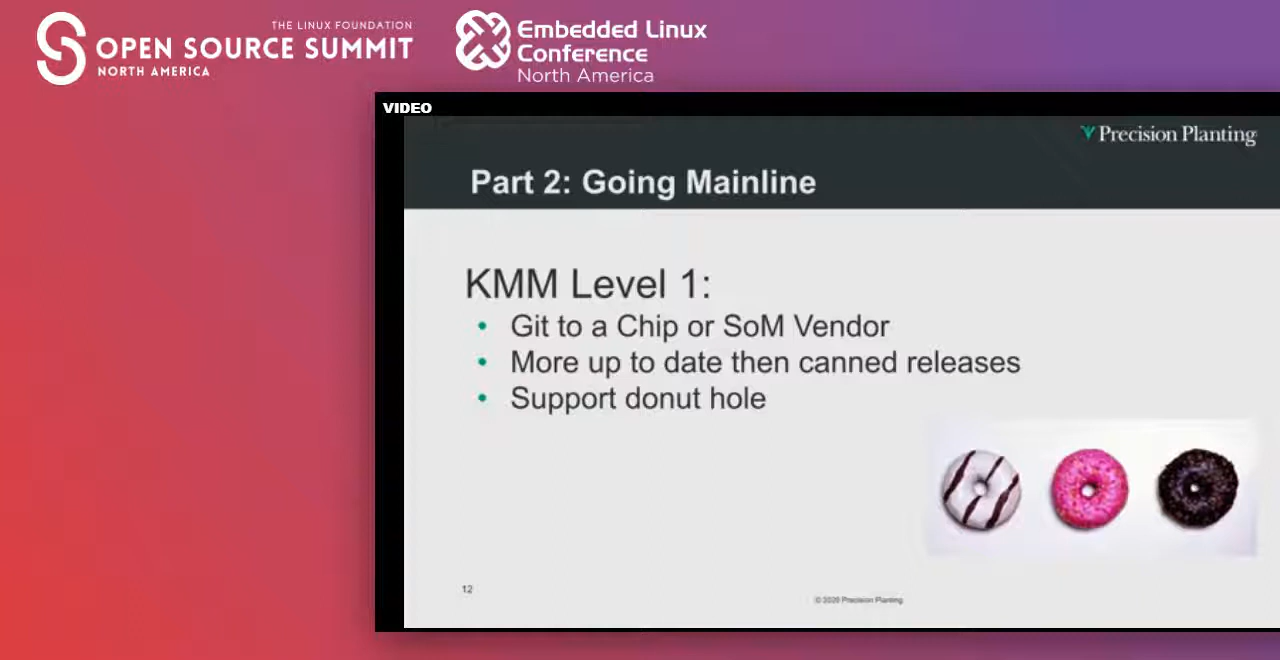 THE LINUX FOUNDATION
OPEN SOURCE SUMMIT
NORTH AMERICA
Embedded Linux
Conference
North America
VIDEO
Precision Planting
Part 2: Going Mainline
KMM Level 1:
• Git to a Chip or SoM Vendor
• More up to date then canned releases
• Support donut hole
12
© 2020 Precision Planting